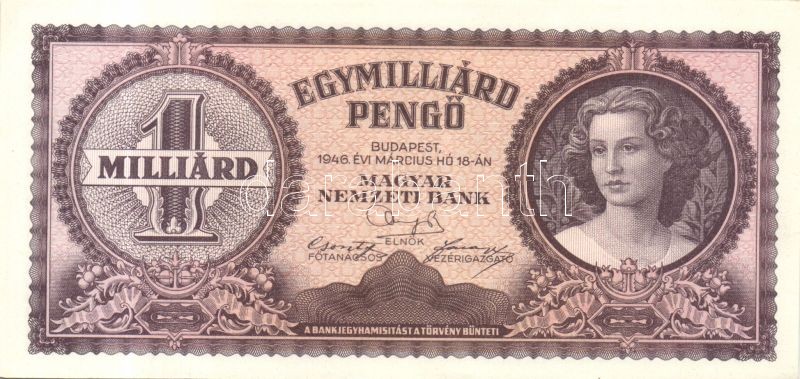 1
MILLIÁRD
EGYMILLIÁRD
PENGŐ
BUDAPEST,
1946. ÉVI MÁRCIUS HÓ 18-ÁN
MAGYAR
NEMZETI BANK
ELNÖK
FŐTANÁCSOS VEZÉRIGAZGATÓ
A BANKJEGYHAMISITÁST A TÖRVÉNY BÜNTETI